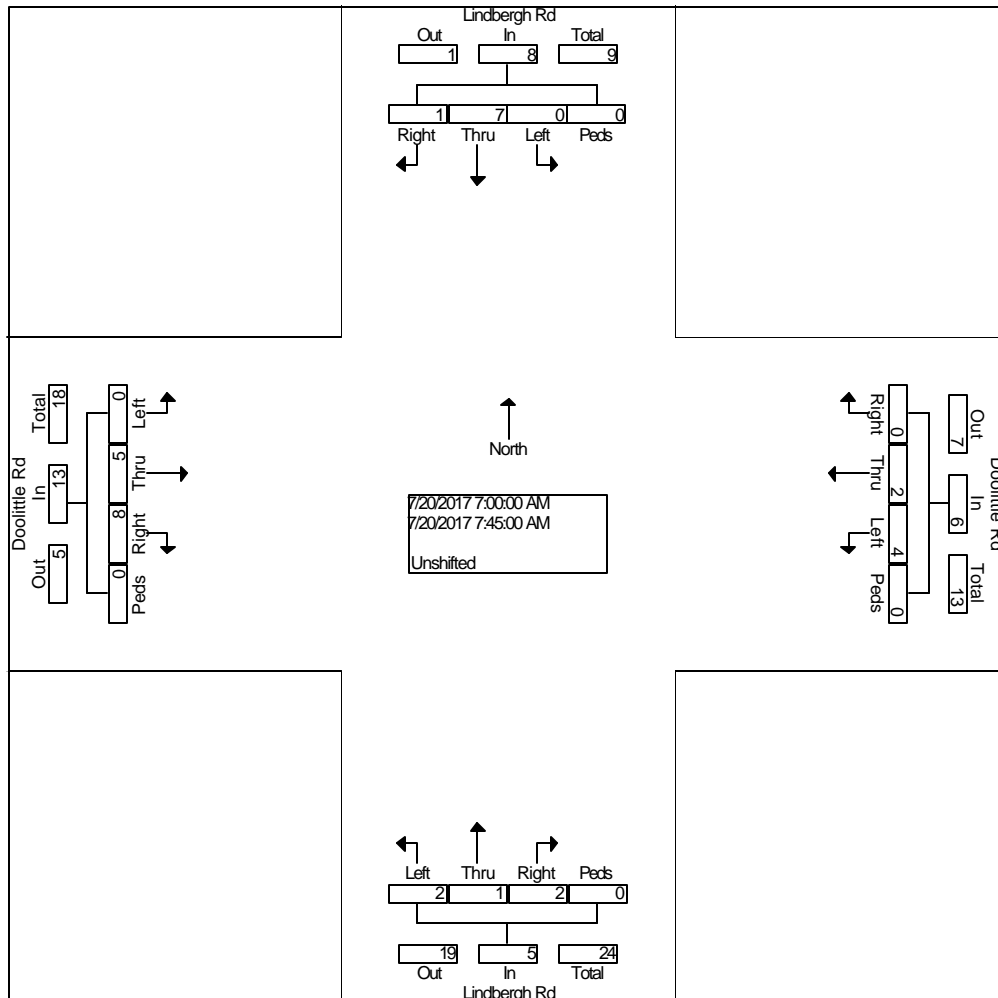 Lindbergh Rd
Out In Total
1 8 9
1 7 0 0
Right Thru Left Peds
Doolittle Rd
Total In Out
18 13 5
0 5 8 0
Left Thru Right Peds
North
7/20/2017 7:00:00 AM
7/20/2017 7:45:00 AM
Unshifted
Right Thru Left Peds
0 2 4 0
Out In Total
7 6 13
Doolittle Rd
Left Thru Right Peds
2 1 2 0
19 5 24
Out In Total
Lindbergh Rd